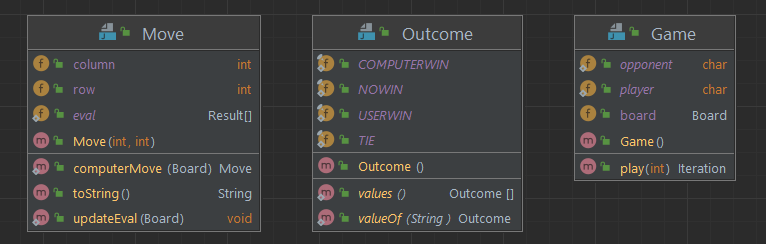 Move
column int
row int
eval Result[]
Move(int, int)
computerMove (Board) Move
toString() String
updateEval(Board) void
Outcome
COMPUTERWIN
NOWIN
USERWIN
TIE
Outcome ()
values () Outcome []
valueOf (String ) Outcome
Game
opponent char
player char
board Board
Game()
play(int) Iteration